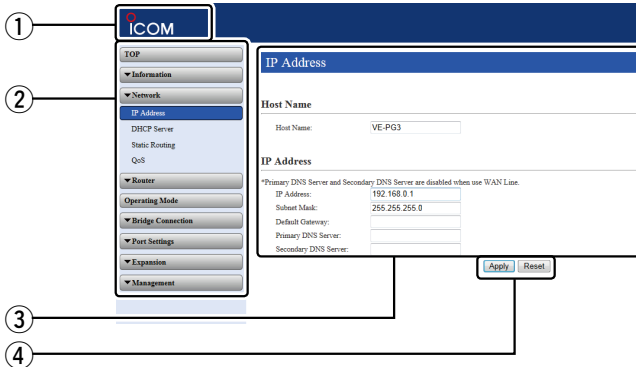 1
ICOM
2
TOP
▼Information
▼Network
IP Address
DHCP Server
Static Routing
QoS
▼Router
Operating Mode
▼Bridge Connection
▼Port Settings
▼Expansion
▼Management
IP Address
Host Name
Host Name: VE-PG3
IP Address
*Primary DNS Server and Secondary DNS Server are disabled when use WAN Line.
IP Address: 192.168.0.1
Subnet Mask: 255.255.255.0
Default Gateway:
Primary DNS Server:
Secondary DNS Server:
Apply Reset
3
4